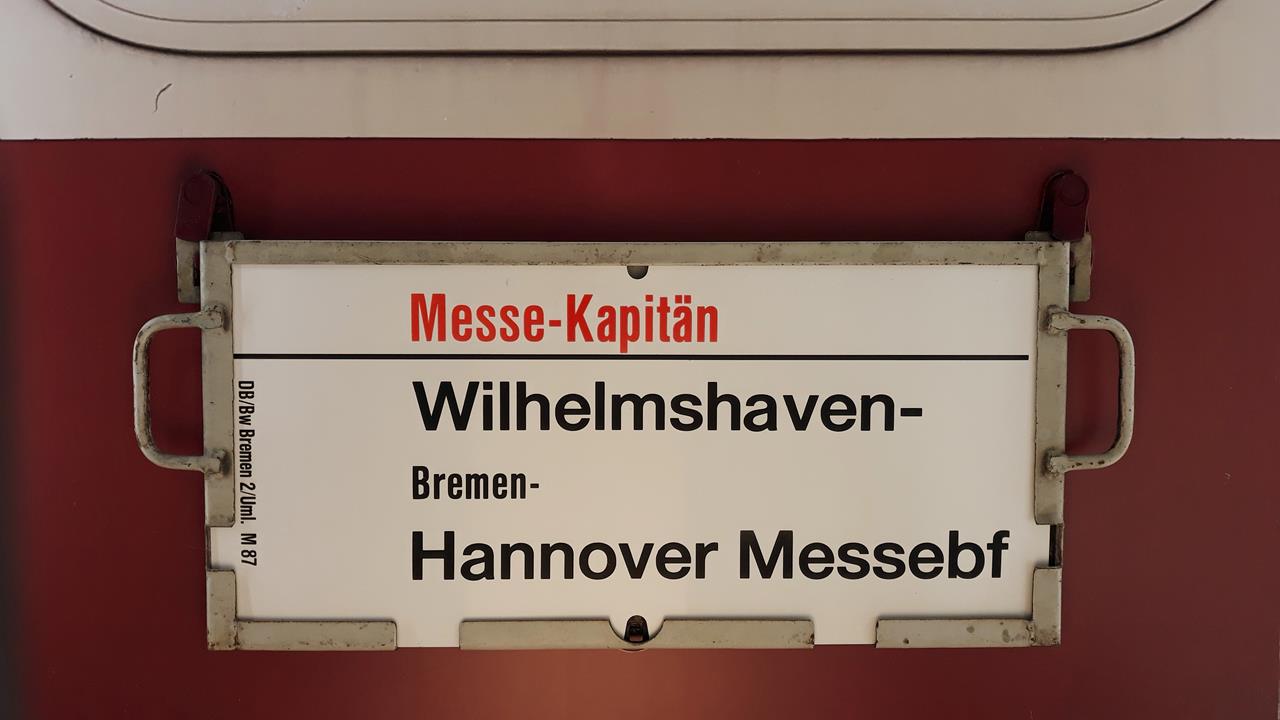 Messe-Kapitän
Wilhelmshaven-
Bremen-
Hannover Messebf
DB/Bw Bremen 2/Uml. M 87